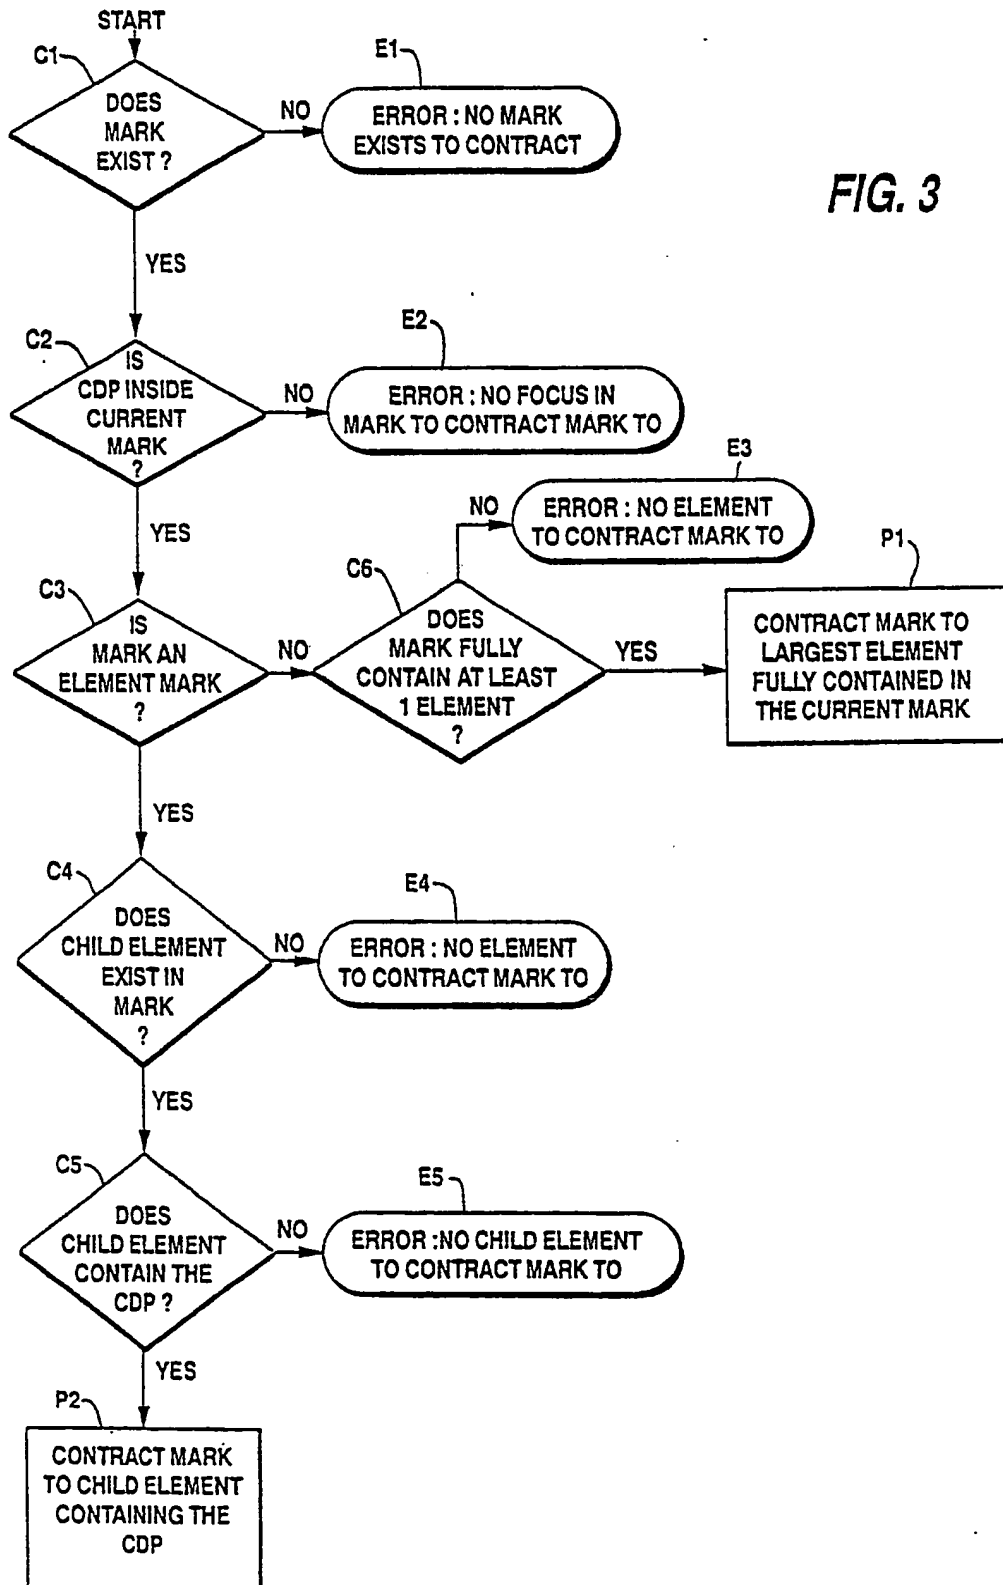 START
C1
DOES
MARK
EXIST ?
NO
E1
ERROR : NO MARK
EXISTS TO CONTRACT
FIG. 3
YES
C2
IS
CDP INSIDE
CURRENT
MARK
?
NO
E2
ERROR : NO FOCUS IN
MARK TO CONTRACT MARK TO
YES
C3
IS
MARK AN
ELEMENT MARK
?
NO
C6
DOES
MARK FULLY
CONTAIN AT LEAST
1 ELEMENT
?
NO
E3
ERROR : NO ELEMENT
TO CONTRACT MARK TO
YES
P1
CONTRACT MARK TO
LARGEST ELEMENT
FULLY CONTAINED IN
THE CURRENT MARK
YES
C4
DOES
CHILD ELEMENT
EXIST IN
MARK
?
NO
E4
ERROR : NO ELEMENT
TO CONTRACT MARK TO
YES
C5
DOES
CHILD ELEMENT
CONTAIN THE
CDP ?
NO
E5
ERROR :NO CHILD ELEMENT
TO CONTRACT MARK TO
YES
P2
CONTRACT MARK
TO CHILD ELEMENT
CONTAINING THE
CDP